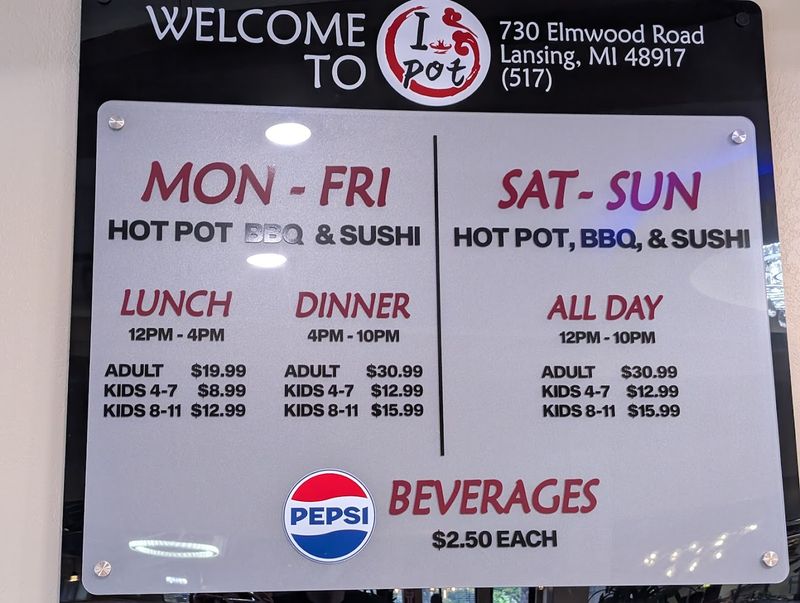 WELCOME
TO
I
pot
730 Elmwood Road
Lansing, MI 48917
(517)
MON - FRI
HOT POT BBQ & SUSHI
LUNCH
12PM - 4PM
ADULT $19.99
KIDS 4-7 $8.99
KIDS 8-11 $12.99
DINNER
4PM - 10PM
ADULT $30.99
KIDS 4-7 $12.99
KIDS 8-11 $15.99
SAT- SUN
HOT POT, BBQ, & SUSHI
ALL DAY
12PM - 10PM
ADULT $30.99
KIDS 4-7 $12.99
KIDS 8-11 $15.99
PEPSI
BEVERAGES
$2.50 EACH